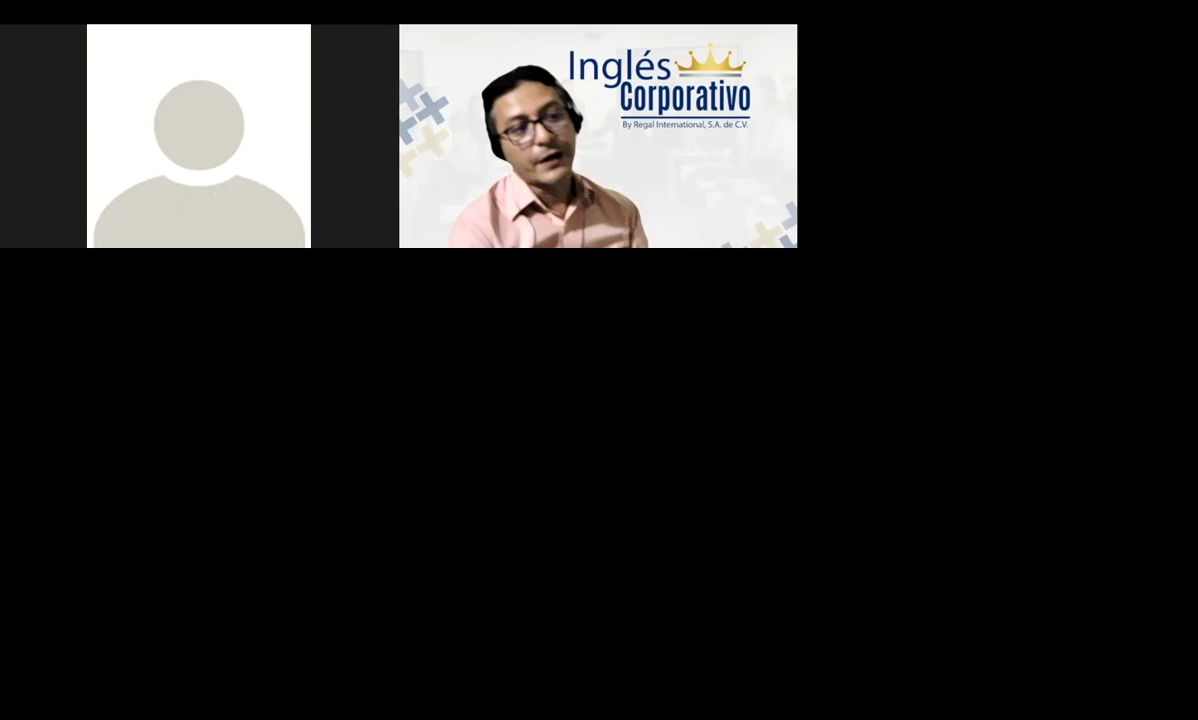 Inglés
Corporativo
By Regal International, S.A. de C.V.